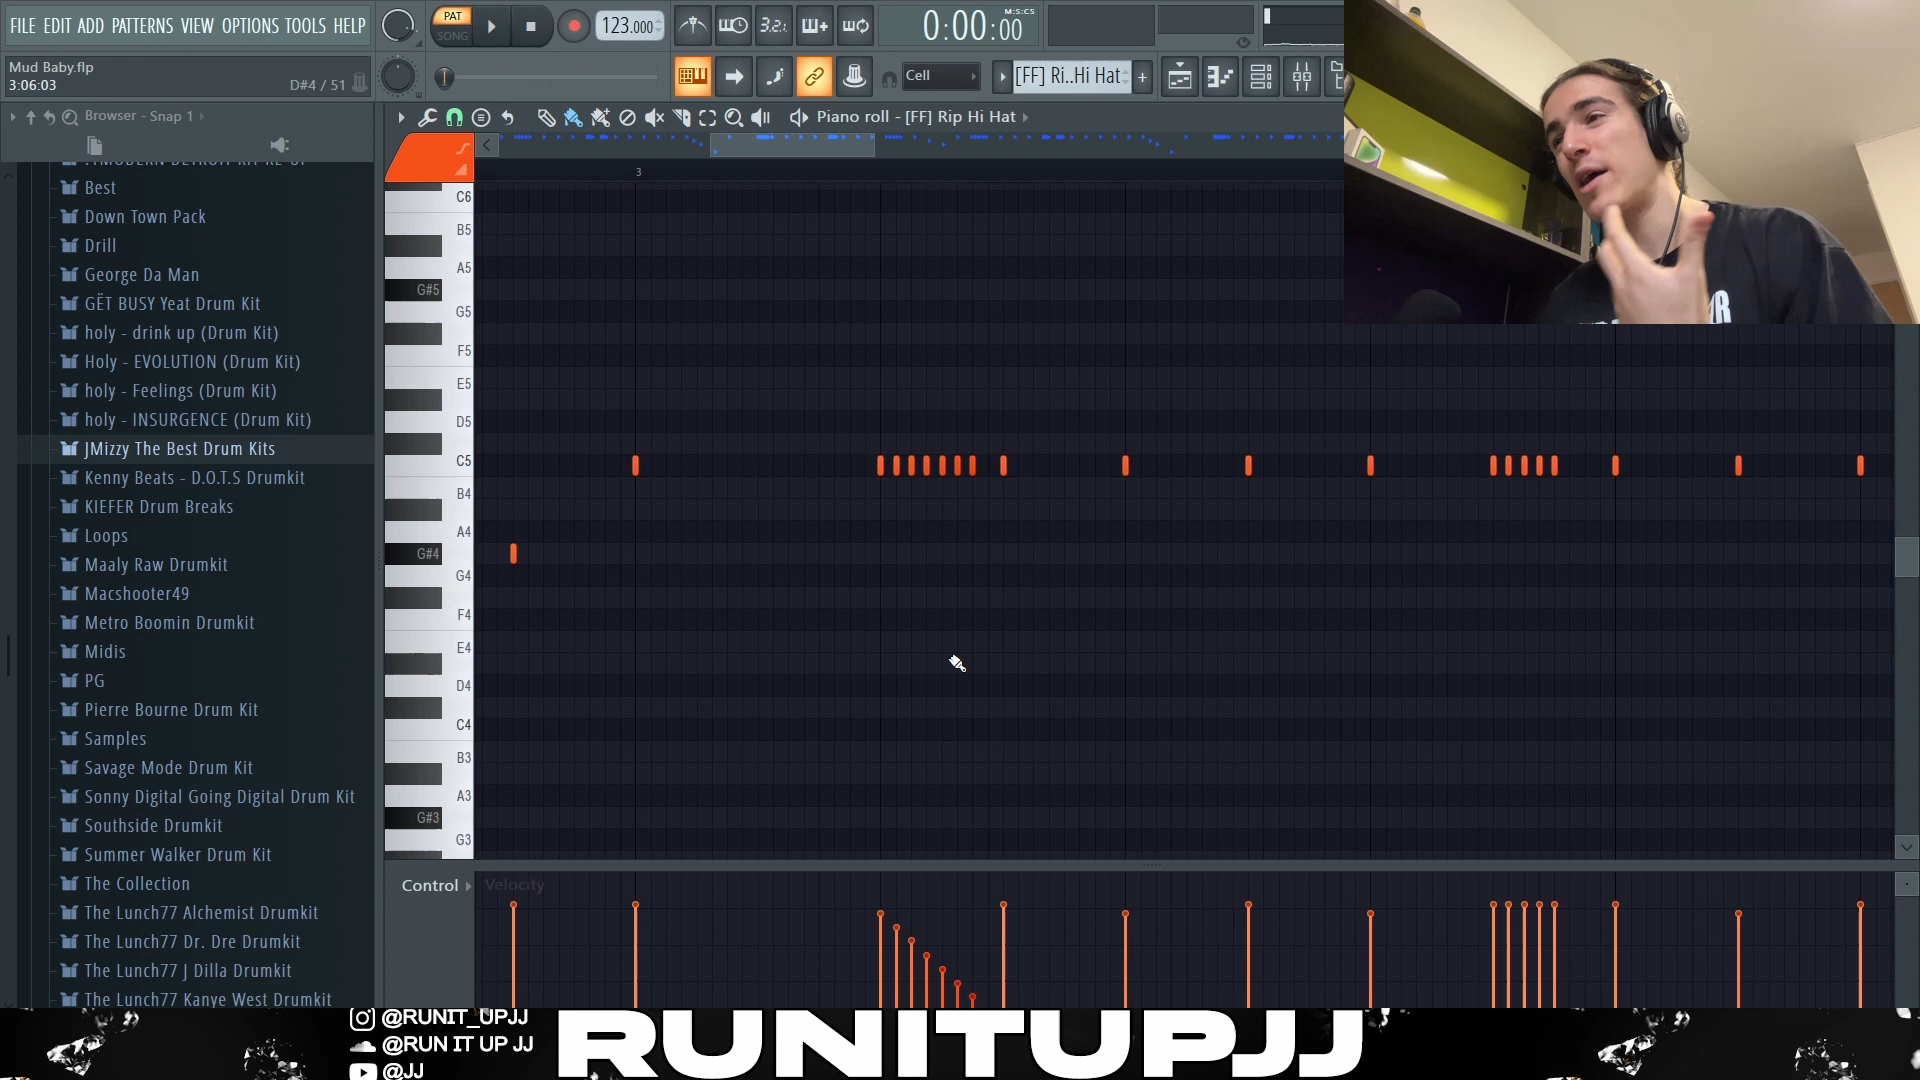 FILE EDIT ADD PATTERNS VIEW OPTIONS TOOLS HELP
PAT
SONG
123.000
3.2.1
0:00:00
M:S:CS
Mud Baby.flp
3:06:03
D#4 / 51
Cell
[FF] Ri..Hi Hat
Browser - Snap 1
Piano roll - [FF] Rip Hi Hat
Best
Down Town Pack
Drill
George Da Man
GËT BUSY Yeat Drum Kit
holy - drink up (Drum Kit)
Holy - EVOLUTION (Drum Kit)
holy - Feelings (Drum Kit)
holy - INSURGENCE (Drum Kit)
JMizzy The Best Drum Kits
Kenny Beats - D.O.T.S Drumkit
KIEFER Drum Breaks
Loops
Maaly Raw Drumkit
Macshooter49
Metro Boomin Drumkit
Midis
PG
Pierre Bourne Drum Kit
Samples
Savage Mode Drum Kit
Sonny Digital Going Digital Drum Kit
Southside Drumkit
Summer Walker Drum Kit
The Collection
The Lunch77 Alchemist Drumkit
The Lunch77 Dr. Dre Drumkit
The Lunch77 J Dilla Drumkit
The Lunch77 Kanye West Drumkit
3
C6
B5
A5
G#5
G5
F5
E5
D5
C5
B4
A4
G#4
G4
F4
E4
D4
C4
B3
A3
G#3
G3
Control
Velocity
@RUNIT_UPJJ
@RUN IT UP JJ
@JJ
RUNITUPJJ